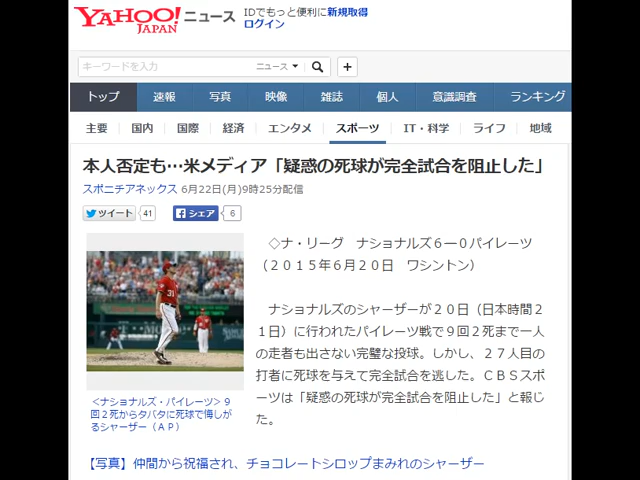 YAHOO! JAPAN ニュース
IDでもっと便利に新規取得
ログイン
キーワードを入力
ニュース
+
トップ 速報 写真 映像 雑誌 個人 意識調査 ランキング
主要 国内 国際 経済 エンタメ スポーツ IT・科学 ライフ 地域
本人否定も…米メディア「疑惑の死球が完全試合を阻止した」
スポニチアネックス 6月22日(月)9時25分配信
ツイート 41 シェア 6
◇ナ・リーグ ナショナルズ6―0パイレーツ
(2015年6月20日 ワシントン)
ナショナルズのシャーザーが20日(日本時間2
1日)に行われたパイレーツ戦で9回2死まで一人
の走者も出さない完璧な投球。しかし、27人目の
打者に死球を与えて完全試合を逃した。CBSスポ
ーツは「疑惑の死球が完全試合を阻止した」と報じ
た。
31
<ナショナルズ・パイレーツ>9
回2死からタバタに死球で悔しが
るシャーザー(AP)
【写真】仲間から祝福され、チョコレートシロップまみれのシャーザー